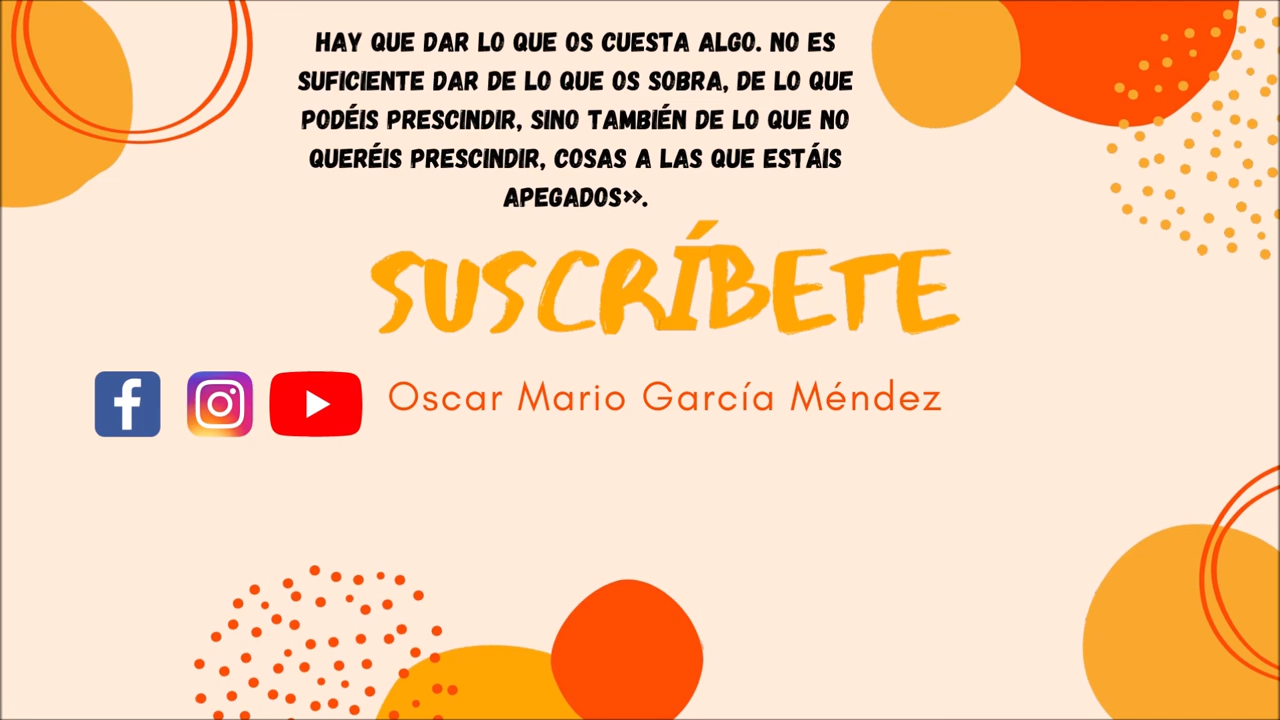 HAY QUE DAR LO QUE OS CUESTA ALGO. NO ES
SUFICIENTE DAR DE LO QUE OS SOBRA, DE LO QUE
PODÉIS PRESCINDIR, SINO TAMBIÉN DE LO QUE NO
QUERÉIS PRESCINDIR, COSAS A LAS QUE ESTÁIS
APEGADOS».
SUSCRÍBETE
Oscar Mario García Méndez